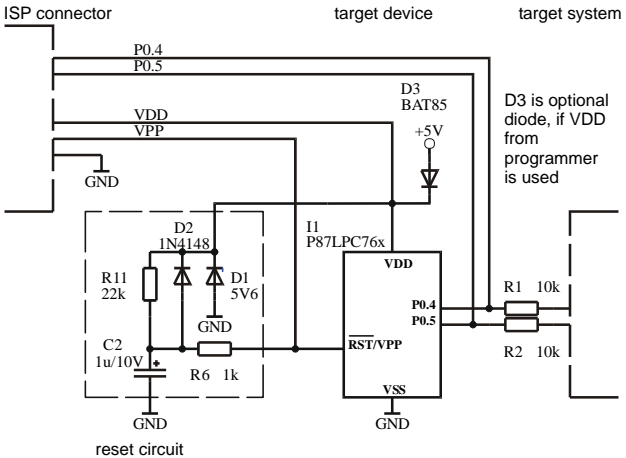 ISP connector
target device
target system
P0.4
P0.5
D3
BAT85
D3 is optional
diode, if VDD
from
programmer
is used
VDD
+5V
VPP
GND
D2
1N4148
I1
P87LPC76x
VDD
R11
22k
D1
5V6
R1 10k
P0.4
GND
P0.5
C2
1u/10V
RST/VPP
R2 10k
R6 1k
VSS
GND
GND
reset circuit